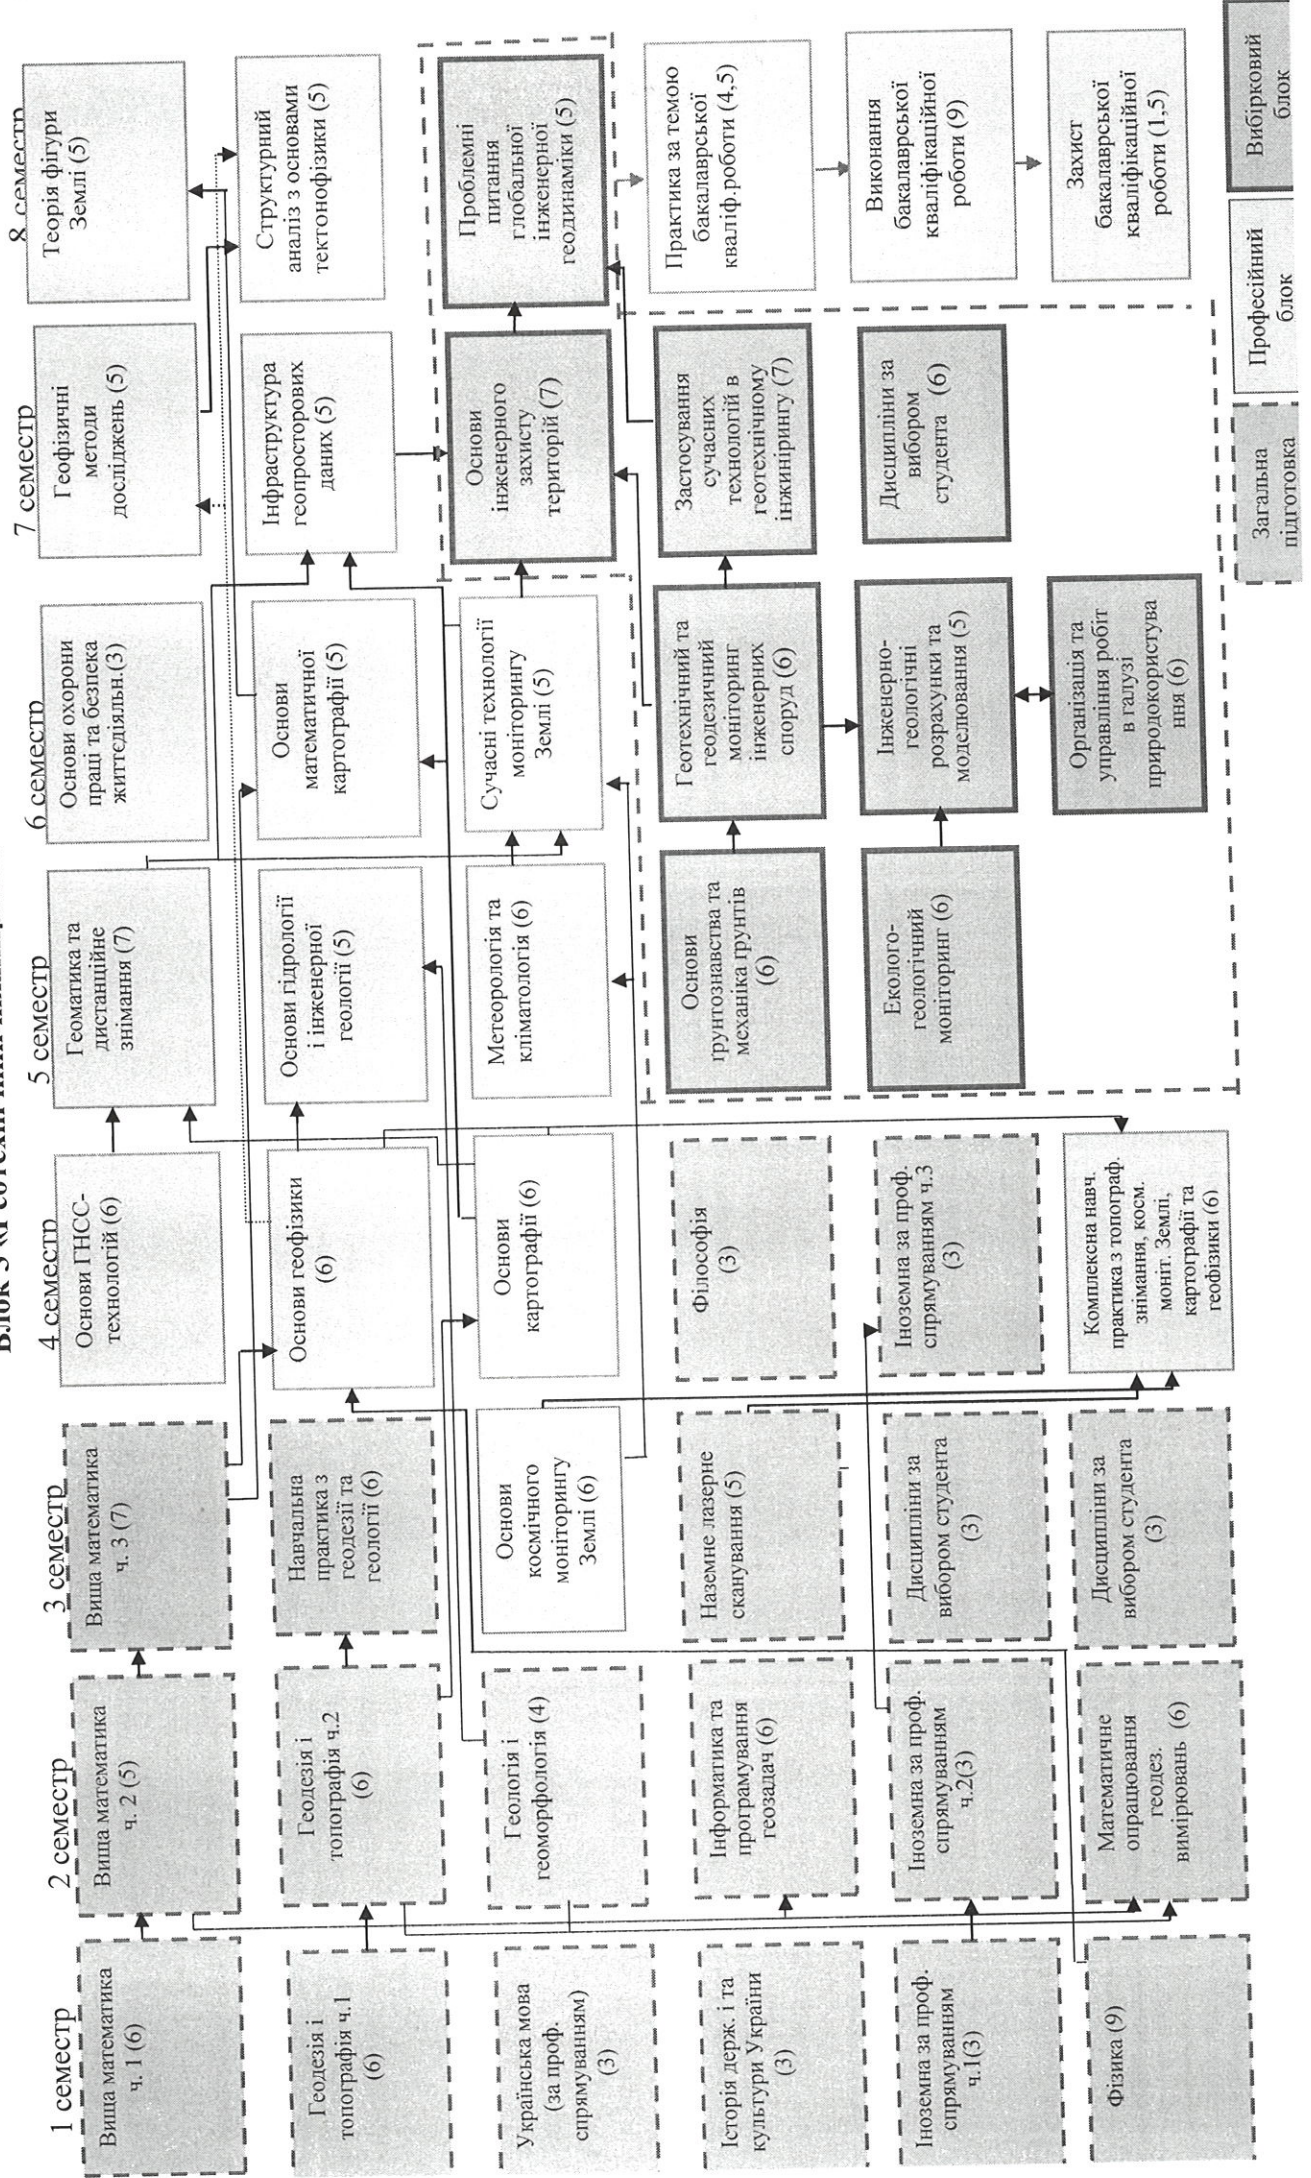 1 семестр
Вища математика
ч. 1 (6)
Геодезія і
топографія ч.1
(6)
Українська мова
(за проф.
спрямуванням)
(3)
Історія держ. і та
культури України
(3)
Іноземна за проф.
спрямуванням
ч.1(3)
Фізика (9)
2 семестр
Вища математика
ч. 2 (5)
Геодезія і
топографія ч.2
(6)
Геологія і
геоморфологія (4)
Інформатика та
програмування
геозадач (6)
Іноземна за проф.
спрямуванням
ч.2(3)
Математичне
опрацювання
геодез.
вимірювань (6)
3 семестр
Вища математика
ч. 3 (7)
Навчальна
практика з
геодезії та
геології (6)
Основи
космічного
моніторингу
Землі (6)
Наземне лазерне
сканування (5)
Дисципліни за
вибором студента
(3)
Дисципліни за
вибором студента
(3)
4 семестр
Основи ГНСС-
технологій (6)
Основи геофізики
(6)
Основи
картографії (6)
Філософія
(3)
Іноземна за проф.
спрямуванням ч.3
(3)
Комплексна навч.
практика з топограф.
знімання, косм.
моніт. Землі,
картографії та
геофізики (6)
5 семестр
Геоматика та
дистанційне
знімання (7)
Основи гідрології
і інженерної
геології (5)
Метеорологія та
кліматологія (6)
Основи
ґрунтознавства та
механіка ґрунтів
(6)
Еколого-
геологічний
моніторинг (6)
6 семестр
Основи охорони
праці та безпека
життєдіяльн.(3)
Основи
математичної
картографії (5)
Сучасні технології
моніторингу
Землі (5)
Геотехнічний та
геодезичний
моніторинг
інженерних
споруд (6)
Інженерно-
геологічні
розрахунки та
моделювання (5)
Організація та
управління робіт
в галузі
природокористува
ння (6)
7 семестр
Геофізичні
методи
досліджень (5)
Інфраструктура
геопросторових
даних (5)
Основи
інженерного
захисту
територій (7)
Застосування
сучасних
технологій в
геотехнічному
інжинірингу (7)
Дисципліни за
вибором
студента (6)
8 семестр
Теорія фігури
Землі (5)
Структурний
аналіз з основами
тектонофізики (5)
Проблемні
питання
глобальної
інженерної
геодинаміки (5)
Практика за темою
бакалаврської
кваліф.роботи (4,5)
Виконання
бакалаврської
кваліфікаційної
роботи (9)
Захист
бакалаврської
кваліфікаційної
роботи (1,5)
Загальна
підготовка
Професійний
блок
Вибірковий
блок